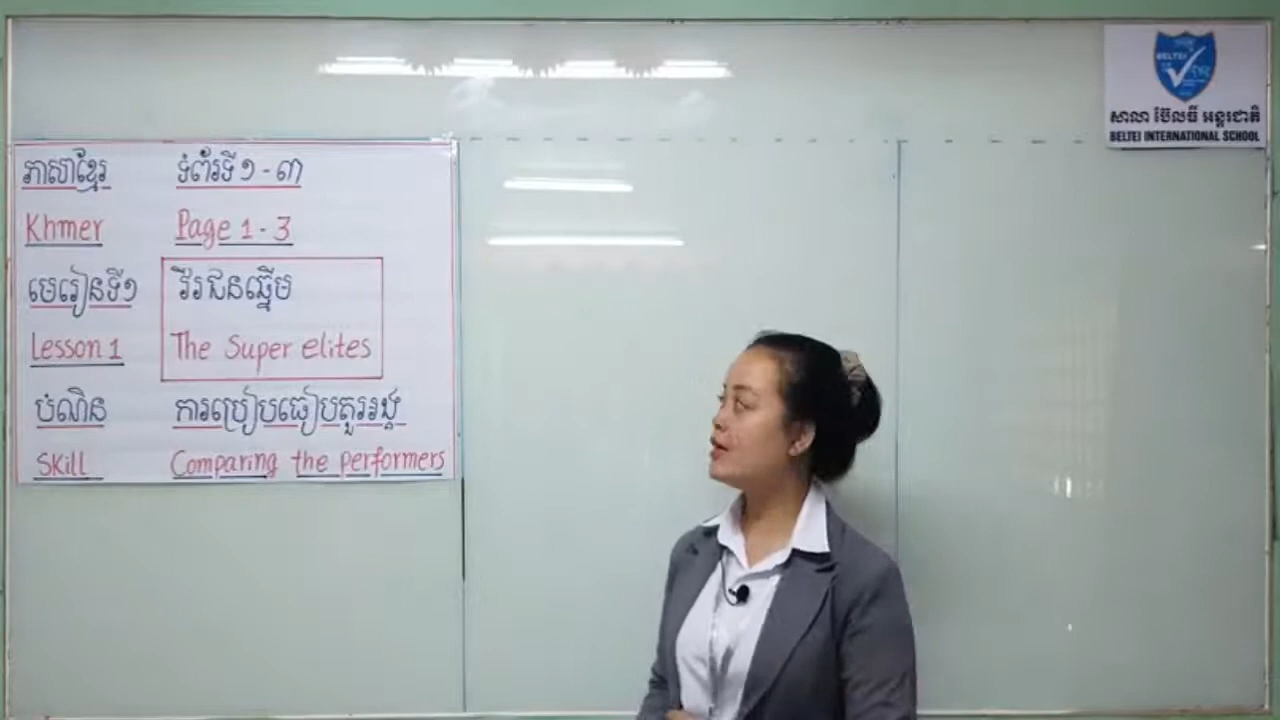 ភាសាខ្មែរ ទំព័រទី១-៣
Khmer Page 1-3
មេរៀនទី១ វីរជនឆ្នើម
Lesson 1 The Super elites
បំណិន ការប្រៀបធៀបតួរអង្គ
Skill Comparing the performers
BELTEI
សាលា ប៊ែលធី អន្តរជាតិ
BELTEI INTERNATIONAL SCHOOL